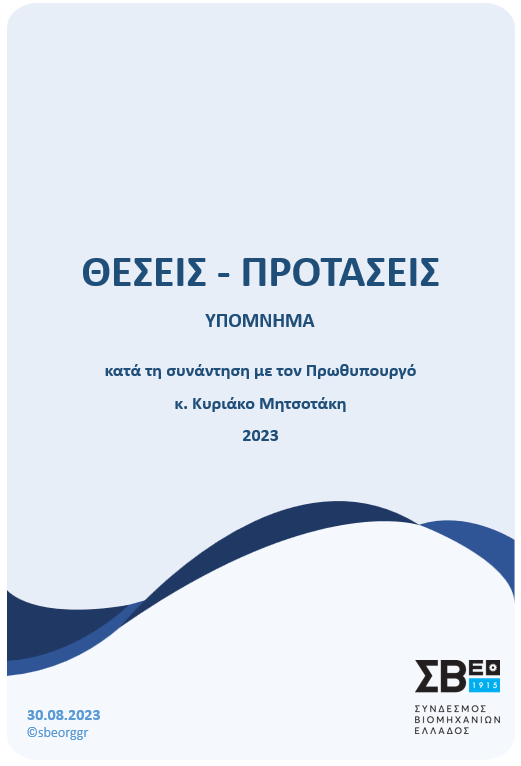 ΘΕΣΕΙΣ - ΠΡΟΤΑΣΕΙΣ
ΥΠΟΜΝΗΜΑ
κατά τη συνάντηση με τον Πρωθυπουργό
κ. Κυριάκο Μητσοτάκη
2023
ΣΒΕΘ
1915
ΣΥΝΔΕΣΜΟΣ
ΒΙΟΜΗΧΑΝΙΩΝ
ΕΛΛΑΔΟΣ
30.08.2023
©sbeorggr